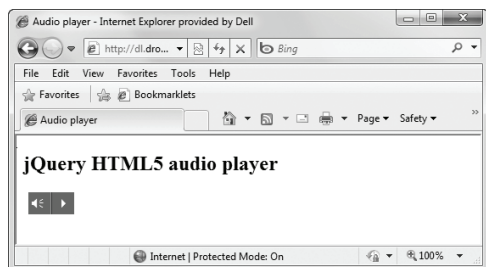 Audio player - Internet Explorer provided by Dell
http://dl.dro... Bing
File Edit View Favorites Tools Help
Favorites Bookmarklets
Audio player Page Safety »
jQuery HTML5 audio player
Internet | Protected Mode: On 100%